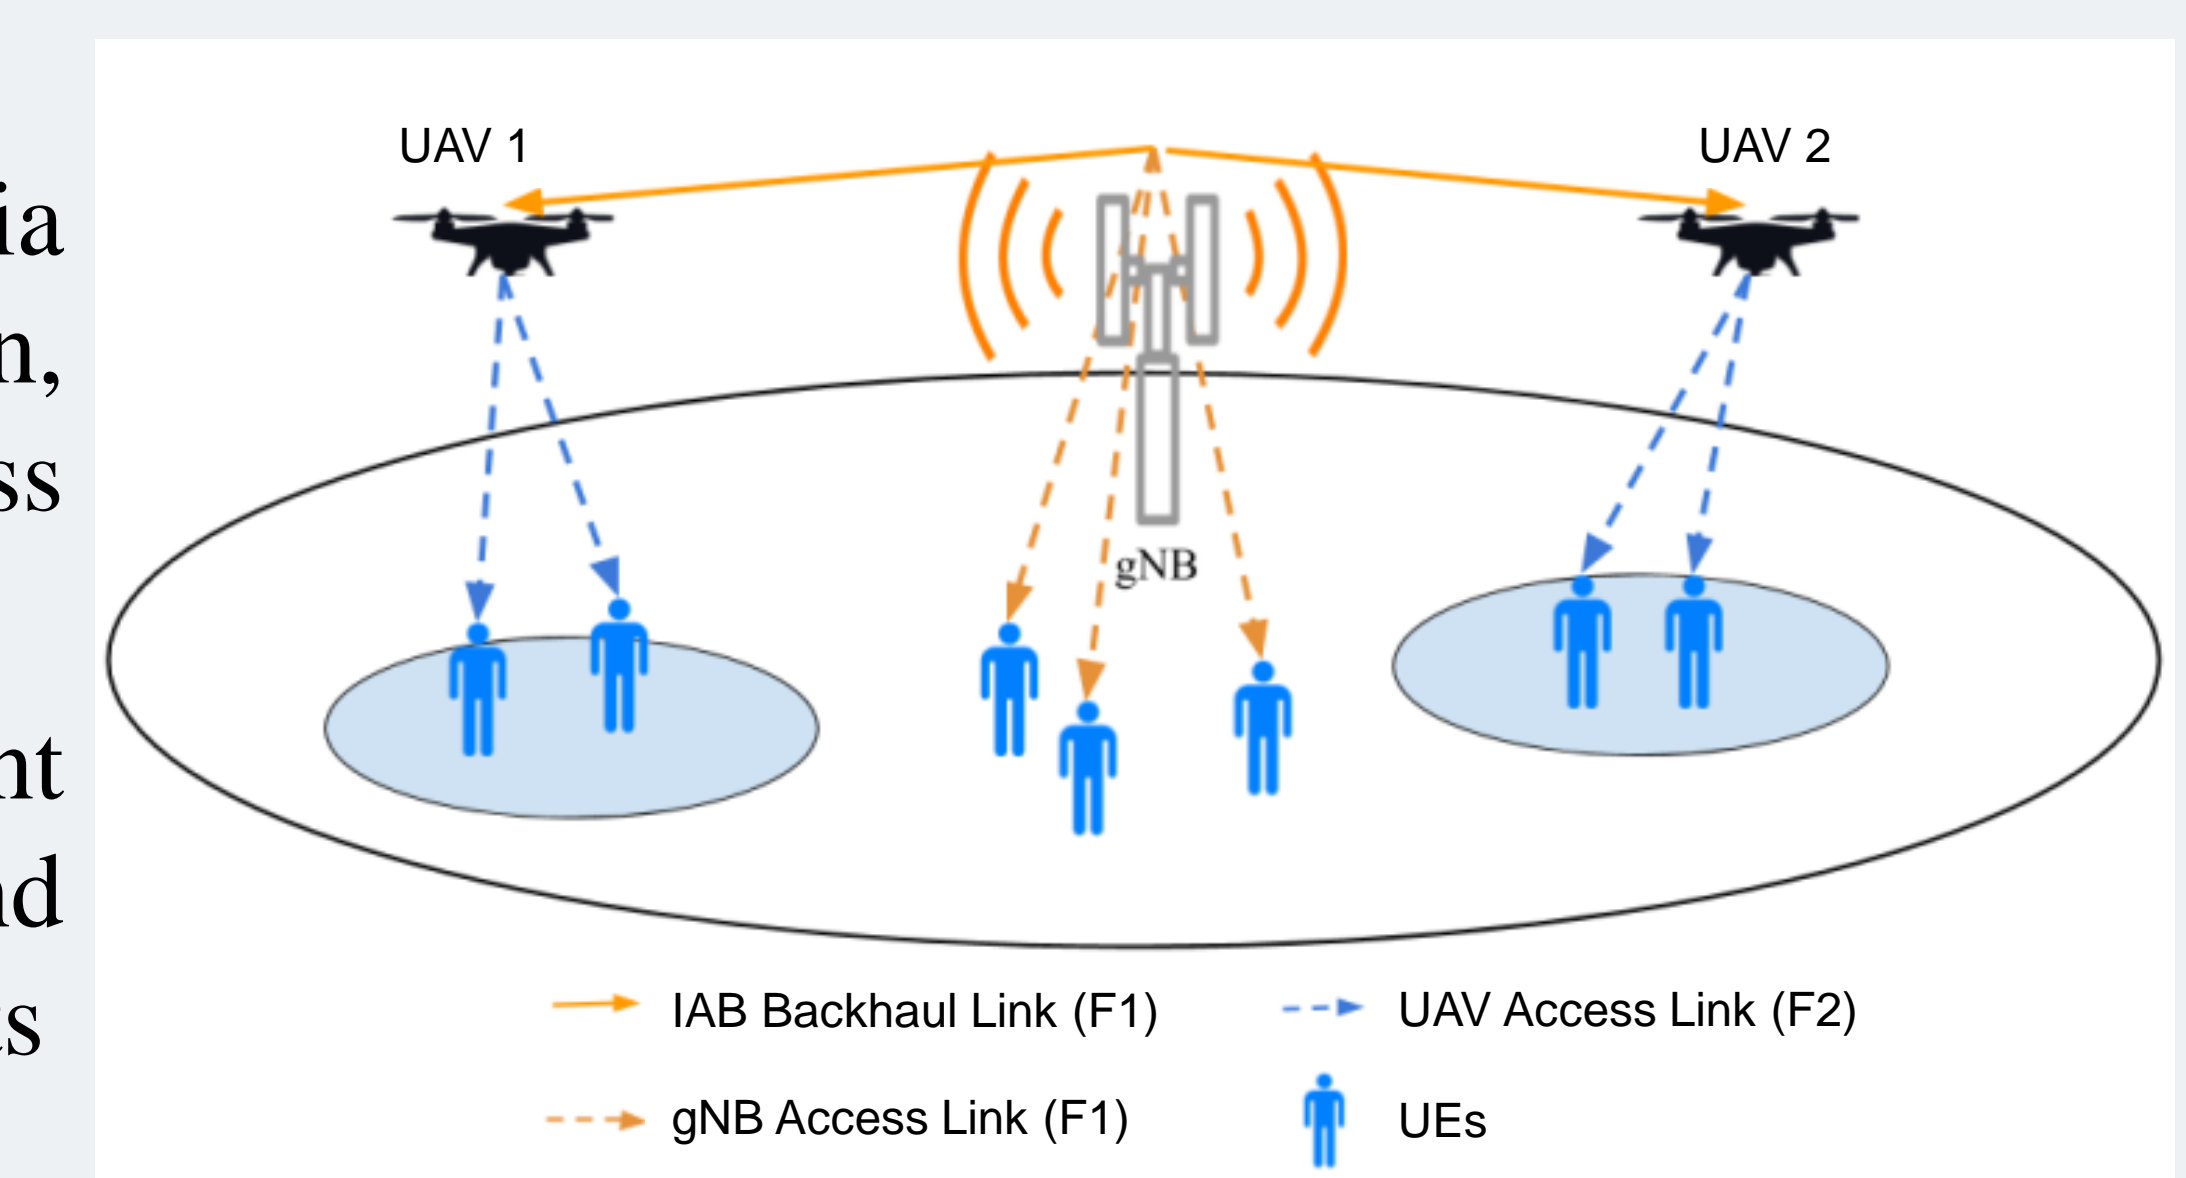 UAV 1
UAV 2
gNB
IAB Backhaul Link (F1)
UAV Access Link (F2)
gNB Access Link (F1)
UEs